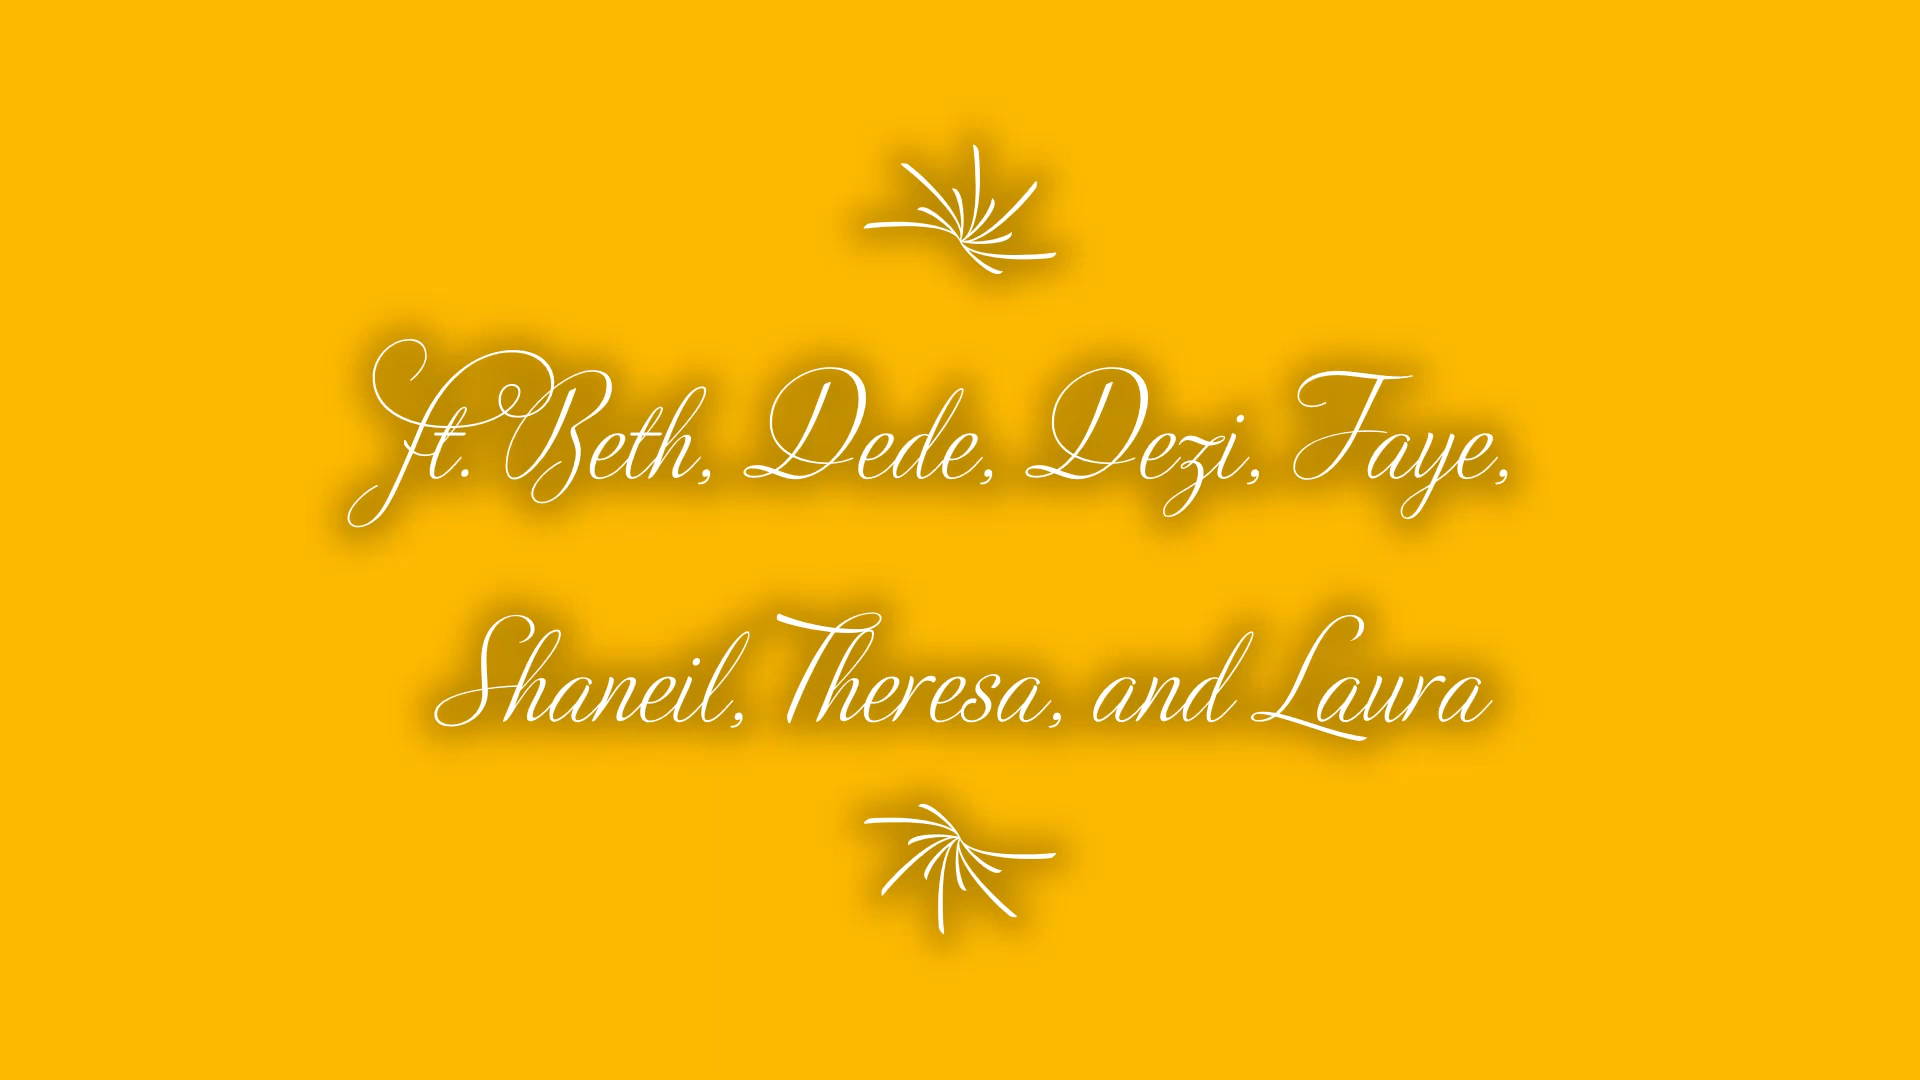 ft. Beth, Dede, Dezi, Faye,
Shaneil, Theresa, and Laura